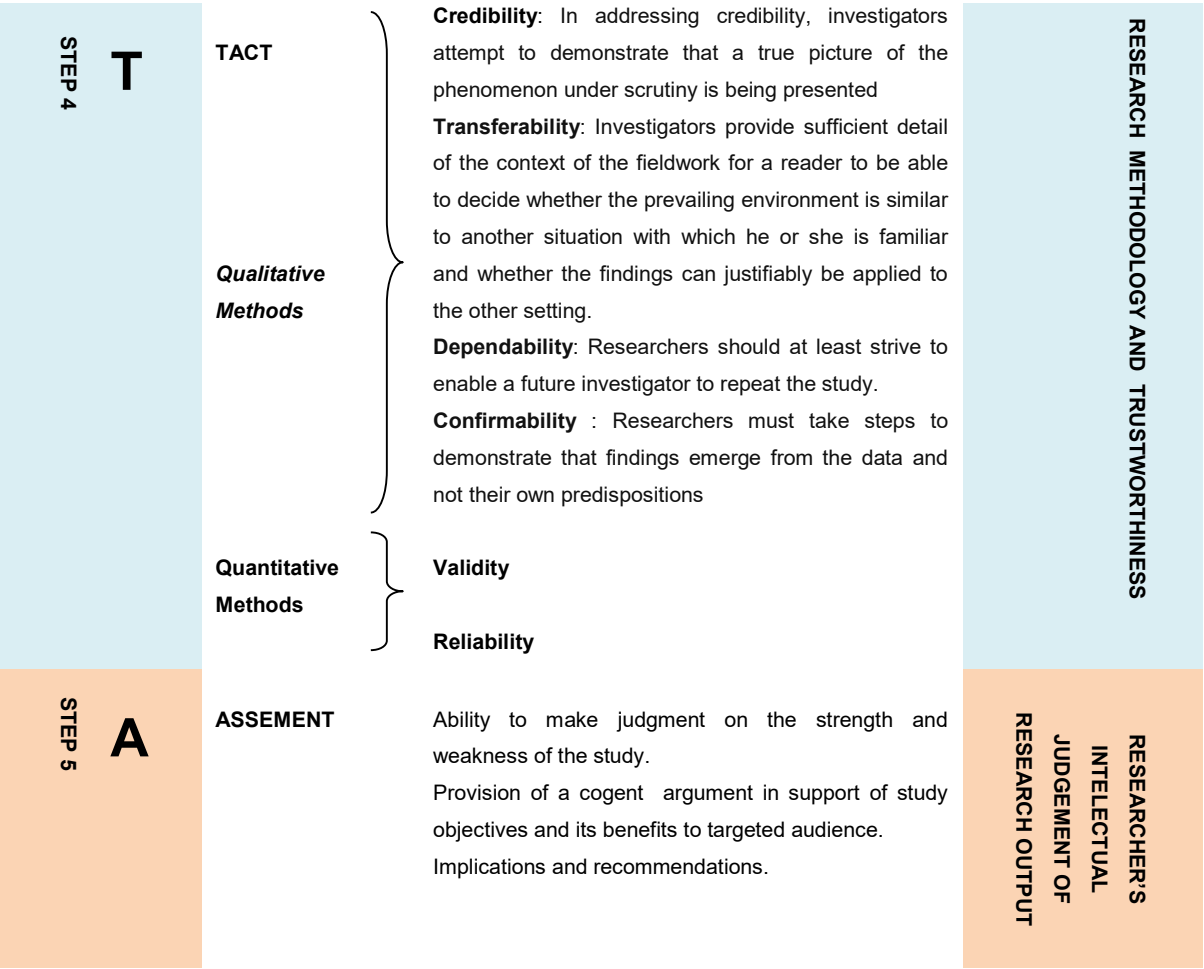 STEP 4
T
TACT
Qualitative
Methods
Credibility: In addressing credibility, investigators
attempt to demonstrate that a true picture of the
phenomenon under scrutiny is being presented
Transferability: Investigators provide sufficient detail
of the context of the fieldwork for a reader to be able
to decide whether the prevailing environment is similar
to another situation with which he or she is familiar
and whether the findings can justifiably be applied to
the other setting.
Dependability: Researchers should at least strive to
enable a future investigator to repeat the study.
Confirmability : Researchers must take steps to
demonstrate that findings emerge from the data and
not their own predispositions
Quantitative
Methods
Validity
Reliability
RESEARCH METHODOLOGY AND TRUSTWORTHINESS
STEP 5
A
ASSEMENT
Ability to make judgment on the strength and
weakness of the study.
Provision of a cogent argument in support of study
objectives and its benefits to targeted audience.
Implications and recommendations.
RESEARCHER'S
INTELECTUAL
JUDGEMENT OF
RESEARCH OUTPUT